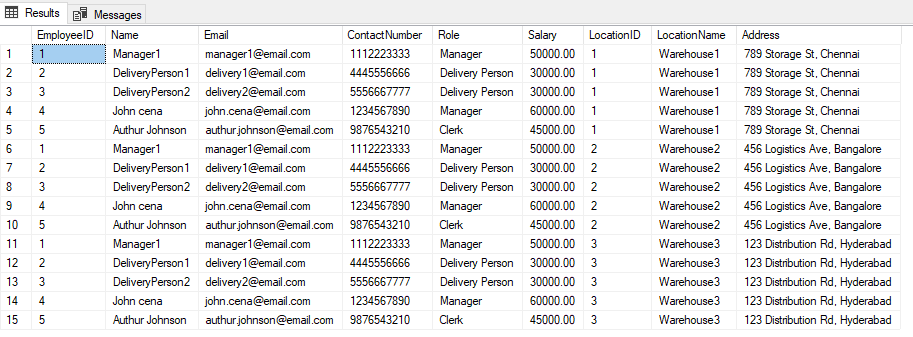 Results Messages
EmployeeID Name Email ContactNumber Role Salary LocationID LocationName Address
1 1 Manager1 manager1@email.com 1112223333 Manager 50000.00 1 Warehouse1 789 Storage St, Chennai
2 2 DeliveryPerson1 delivery1@email.com 4445556666 Delivery Person 30000.00 1 Warehouse1 789 Storage St, Chennai
3 3 DeliveryPerson2 delivery2@email.com 5556667777 Delivery Person 30000.00 1 Warehouse1 789 Storage St, Chennai
4 4 John cena john.cena@email.com 1234567890 Manager 60000.00 1 Warehouse1 789 Storage St, Chennai
5 5 Authur Johnson authur.johnson@email.com 9876543210 Clerk 45000.00 1 Warehouse1 789 Storage St, Chennai
6 1 Manager1 manager1@email.com 1112223333 Manager 50000.00 2 Warehouse2 456 Logistics Ave, Bangalore
7 2 DeliveryPerson1 delivery1@email.com 4445556666 Delivery Person 30000.00 2 Warehouse2 456 Logistics Ave, Bangalore
8 3 DeliveryPerson2 delivery2@email.com 5556667777 Delivery Person 30000.00 2 Warehouse2 456 Logistics Ave, Bangalore
9 4 John cena john.cena@email.com 1234567890 Manager 60000.00 2 Warehouse2 456 Logistics Ave, Bangalore
10 5 Authur Johnson authur.johnson@email.com 9876543210 Clerk 45000.00 2 Warehouse2 456 Logistics Ave, Bangalore
11 1 Manager1 manager1@email.com 1112223333 Manager 50000.00 3 Warehouse3 123 Distribution Rd, Hyderabad
12 2 DeliveryPerson1 delivery1@email.com 4445556666 Delivery Person 30000.00 3 Warehouse3 123 Distribution Rd, Hyderabad
13 3 DeliveryPerson2 delivery2@email.com 5556667777 Delivery Person 30000.00 3 Warehouse3 123 Distribution Rd, Hyderabad
14 4 John cena john.cena@email.com 1234567890 Manager 60000.00 3 Warehouse3 123 Distribution Rd, Hyderabad
15 5 Authur Johnson authur.johnson@email.com 9876543210 Clerk 45000.00 3 Warehouse3 123 Distribution Rd, Hyderabad